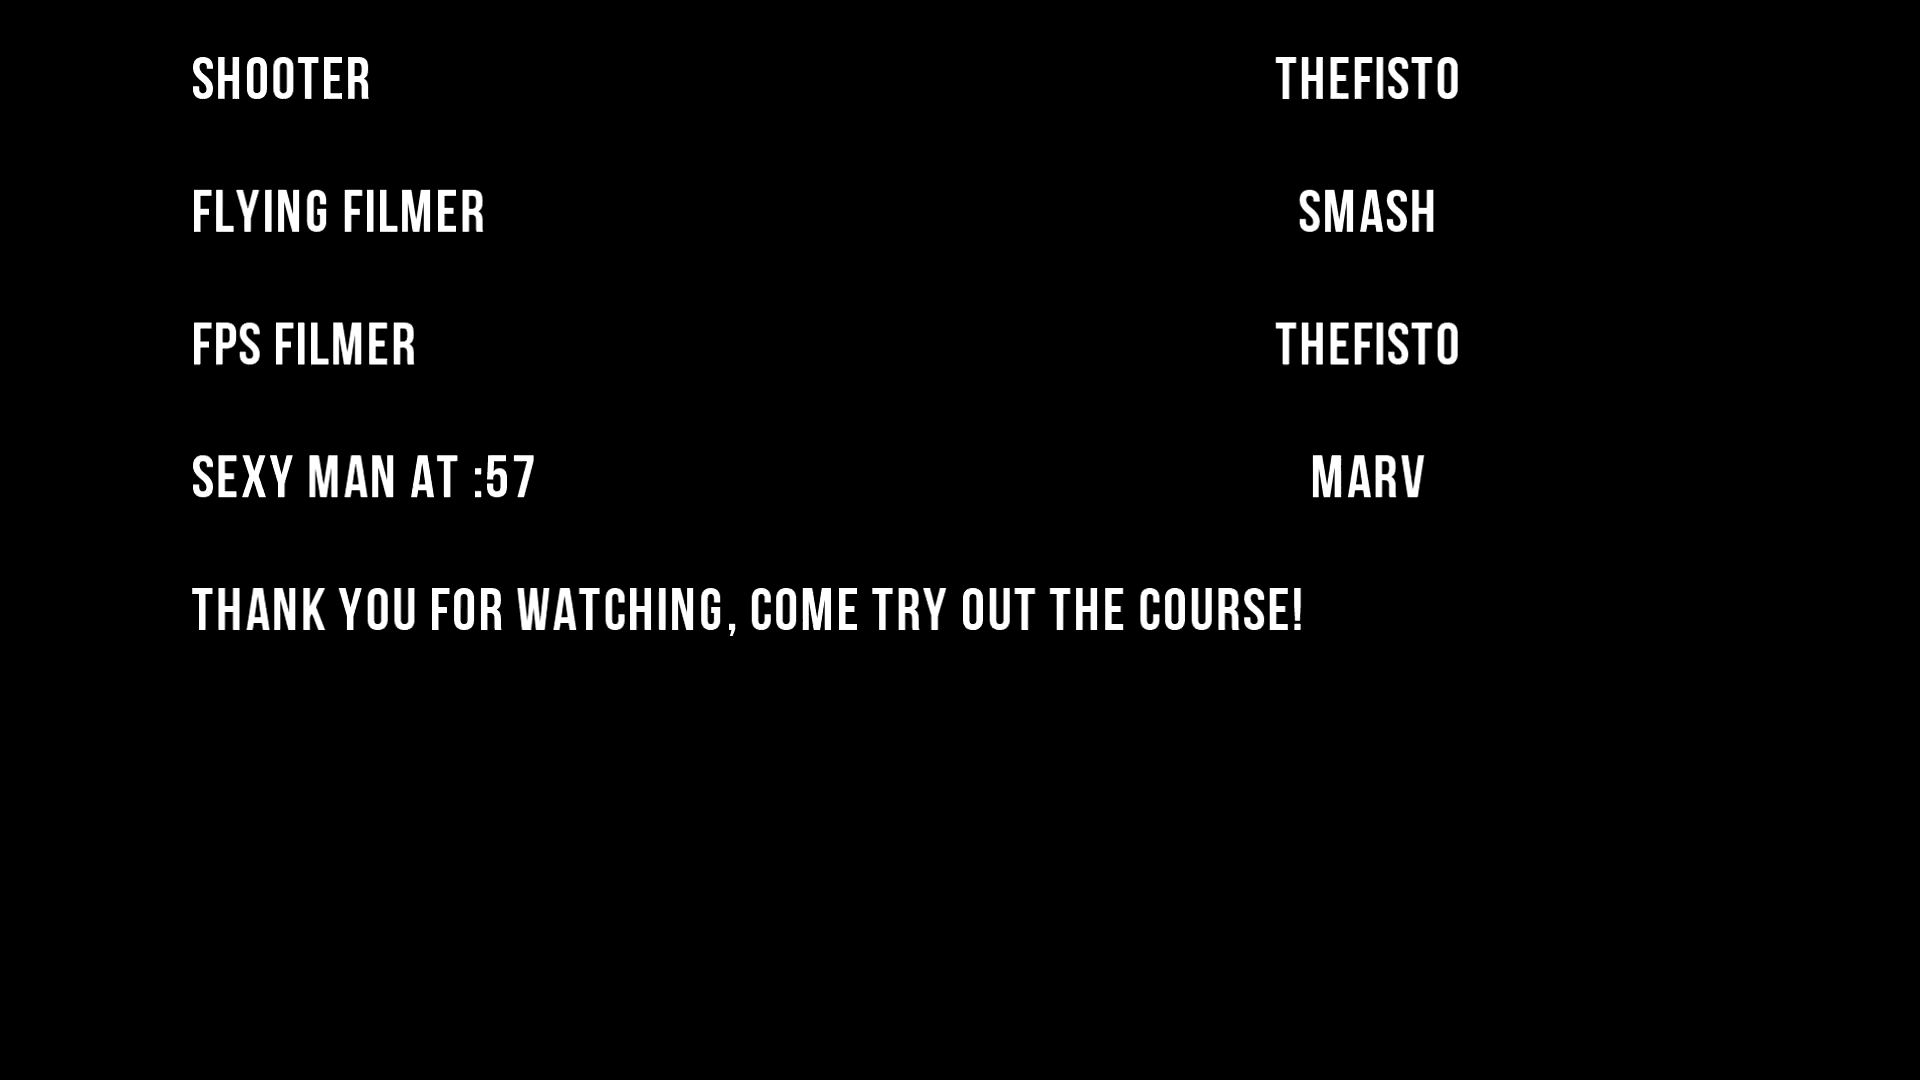 SHOOTER THEFISTO
FLYING FILMER SMASH
FPS FILMER THEFISTO
SEXY MAN AT :57 MARV
THANK YOU FOR WATCHING, COME TRY OUT THE COURSE!